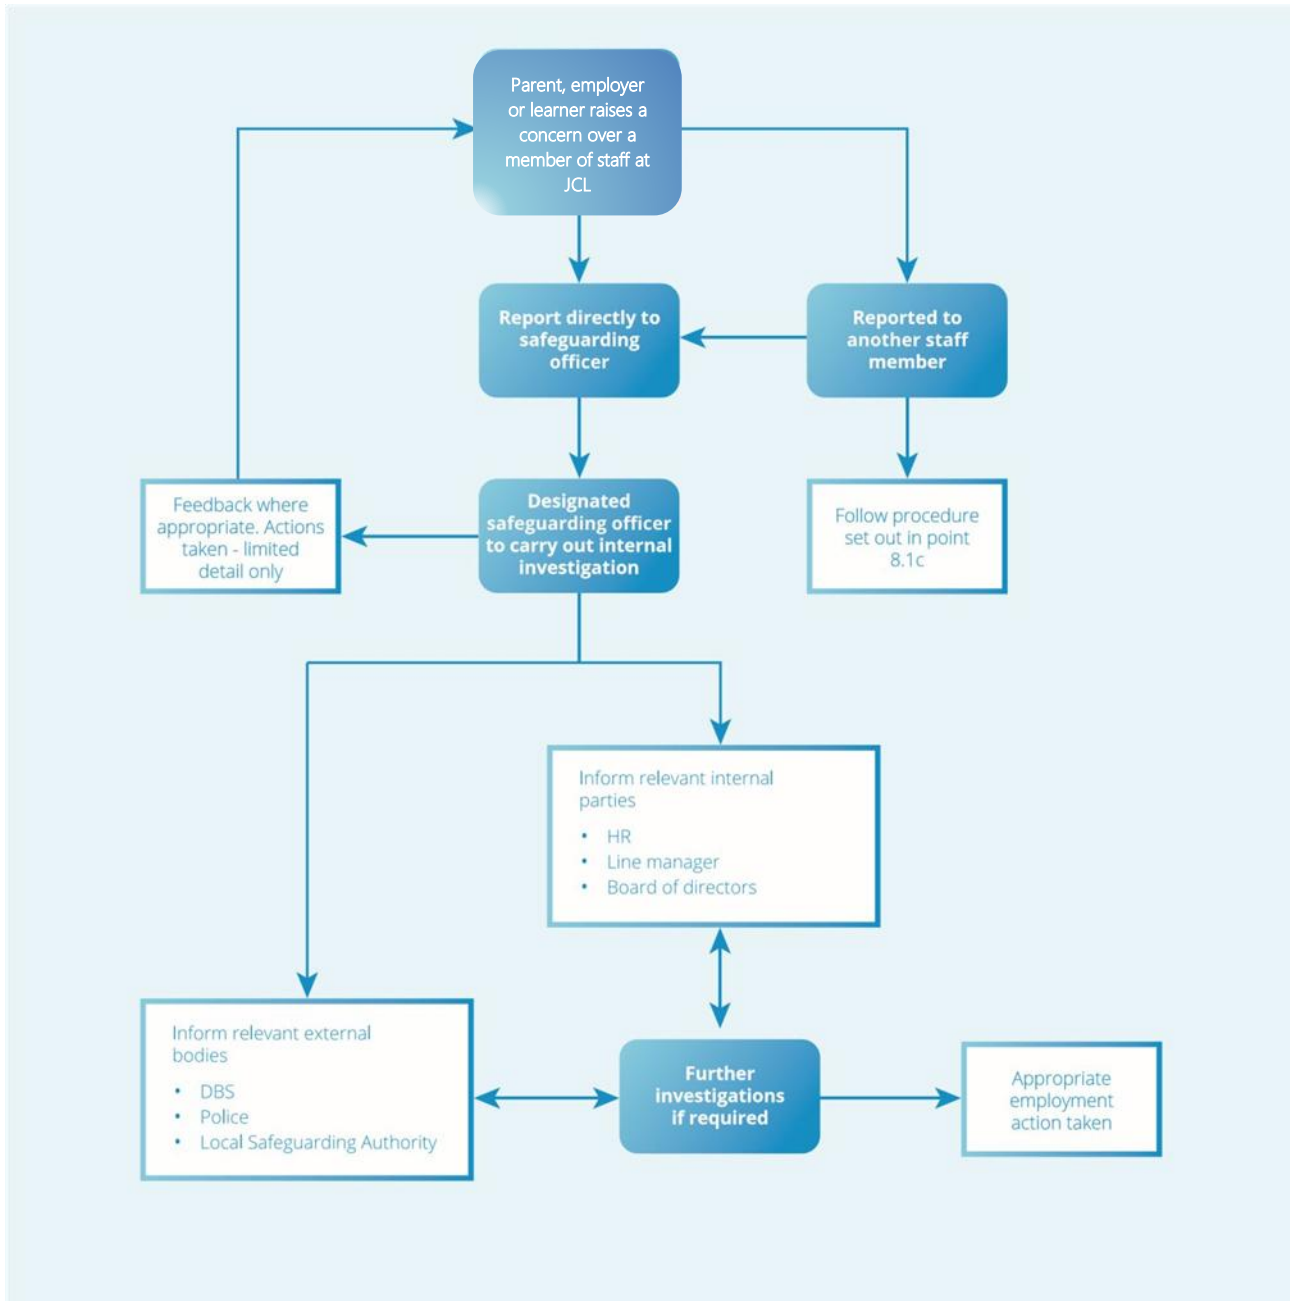 Parent, employer
or learner raises a
concern over a
member of staff at
JCL
Report directly to
safeguarding
officer
Reported to
another staff
member
Feedback where
appropriate. Actions
taken - limited
detail only
Designated
safeguarding officer
to carry out internal
investigation
Follow procedure
set out in point
8.1c
Inform relevant internal
parties
• HR
• Line manager
• Board of directors
Inform relevant external
bodies
• DBS
• Police
• Local Safeguarding Authority
Further
investigations
if required
Appropriate
employment
action taken